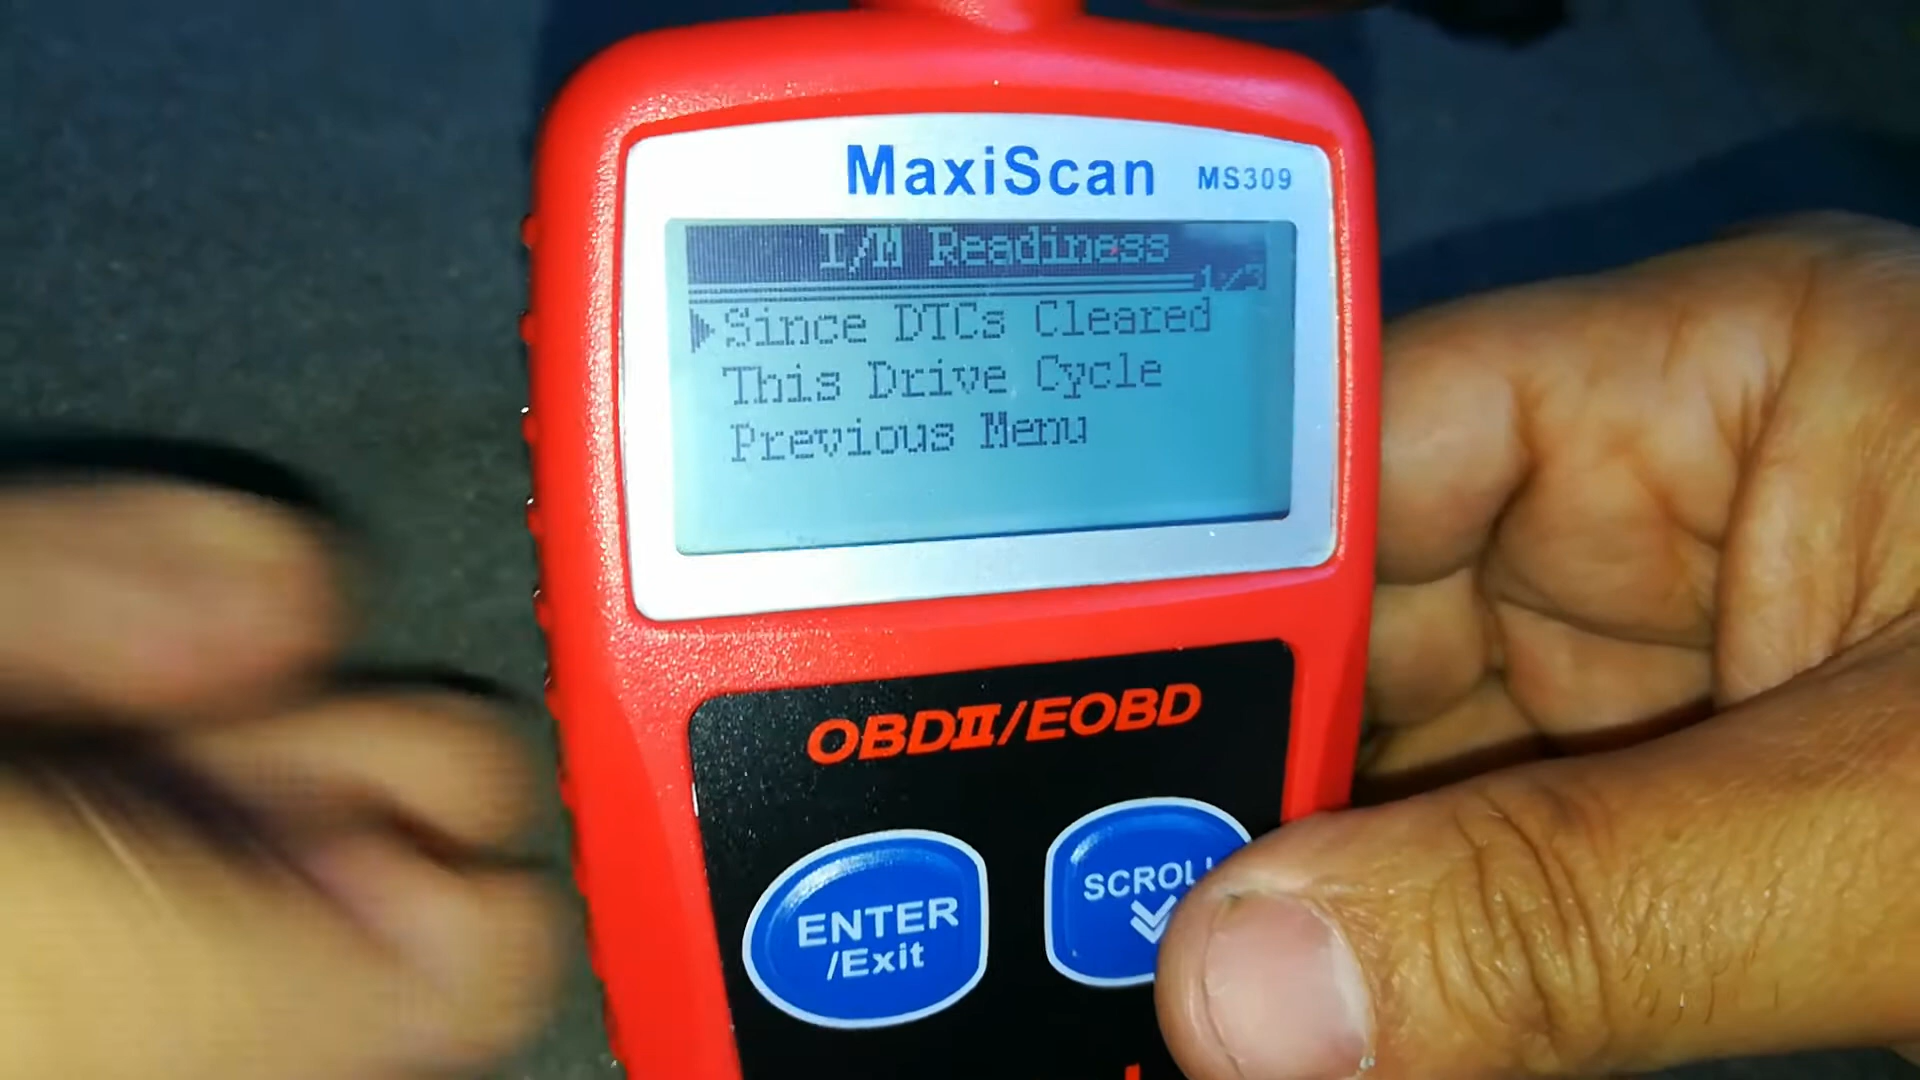 MaxiScan MS309
I/M Readiness
1/3
Since DTCs Cleared
This Drive Cycle
Previous Menu
OBDII/EOBD
ENTER
/Exit
SCROLL